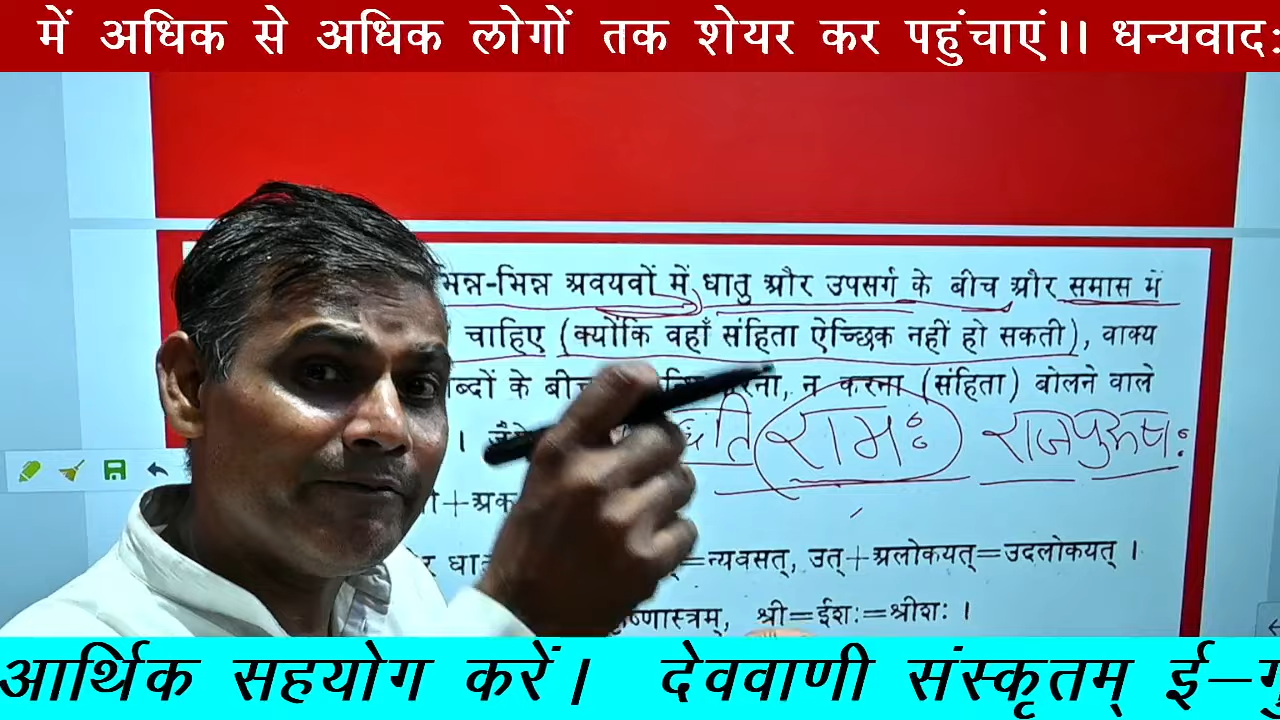 में अधिक से अधिक लोगों तक शेयर कर पहुंचाएं।। धन्यवादः
भिन्न-भिन्न अवयवों में धातु और उपसर्ग के बीच और समास में
चाहिए (क्योंकि वहाँ संहिता ऐच्छिक नहीं हो सकती), वाक्य
के बीच करना, न करना (संहिता) बोलने वाले
रामः राजपुरुषः
=न्यवसत्, उत्+अलोकयत्=उदलोकयत् ।
श्री=ईशः=श्रीशः ।
आर्थिक सहयोग करें। देववाणी संस्कृतम् ई-